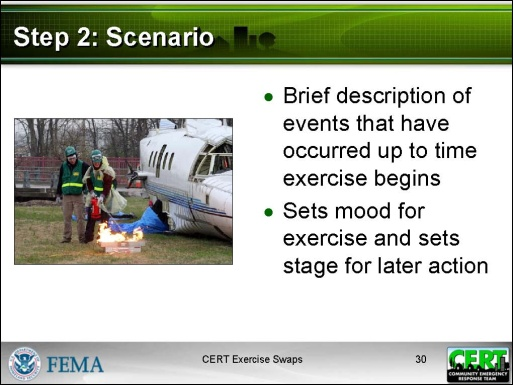 Step 2: Scenario
● Brief description of
events that have
occurred up to time
exercise begins
● Sets mood for
exercise and sets
stage for later action
FEMA
CERT Exercise Swaps
30
CERT
COMMUNITY EMERGENCY
RESPONSE TEAM